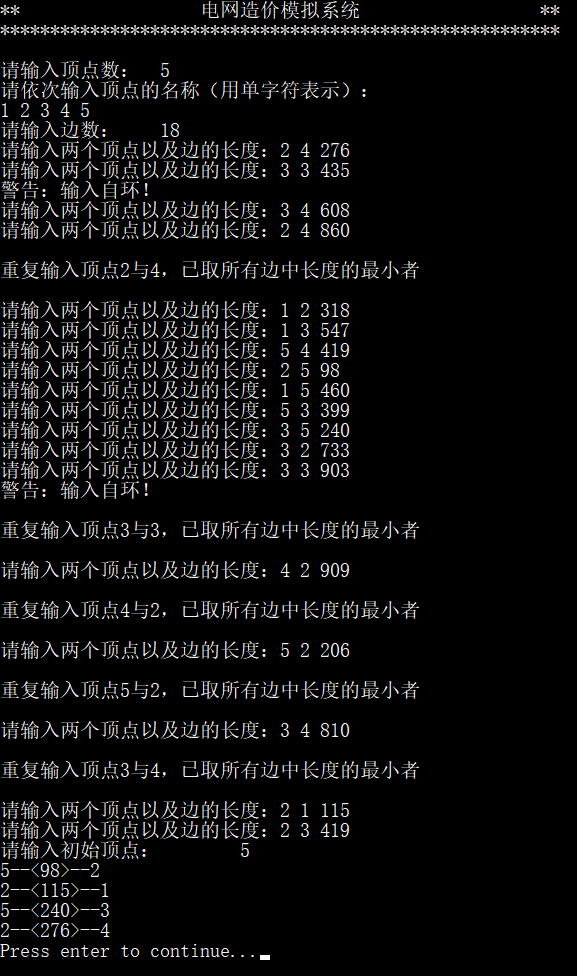 ** 电网造价模拟系统 **
********************************************************
请输入顶点数： 5
请依次输入顶点的名称（用单字符表示）：
1 2 3 4 5
请输入边数： 18
请输入两个顶点以及边的长度：2 4 276
请输入两个顶点以及边的长度：3 3 435
警告：输入自环！
请输入两个顶点以及边的长度：3 4 608
请输入两个顶点以及边的长度：2 4 860
重复输入顶点2与4，已取所有边中长度的最小者
请输入两个顶点以及边的长度：1 2 318
请输入两个顶点以及边的长度：1 3 547
请输入两个顶点以及边的长度：5 4 419
请输入两个顶点以及边的长度：2 5 98
请输入两个顶点以及边的长度：1 5 460
请输入两个顶点以及边的长度：5 3 399
请输入两个顶点以及边的长度：3 5 240
请输入两个顶点以及边的长度：3 2 733
请输入两个顶点以及边的长度：3 3 903
警告：输入自环！
重复输入顶点3与3，已取所有边中长度的最小者
请输入两个顶点以及边的长度：4 2 909
重复输入顶点4与2，已取所有边中长度的最小者
请输入两个顶点以及边的长度：5 2 206
重复输入顶点5与2，已取所有边中长度的最小者
请输入两个顶点以及边的长度：3 4 810
重复输入顶点3与4，已取所有边中长度的最小者
请输入两个顶点以及边的长度：2 1 115
请输入两个顶点以及边的长度：2 3 419
请输入初始顶点： 5
5--<98>--2
2--<115>--1
5--<240>--3
2--<276>--4
Press enter to continue...